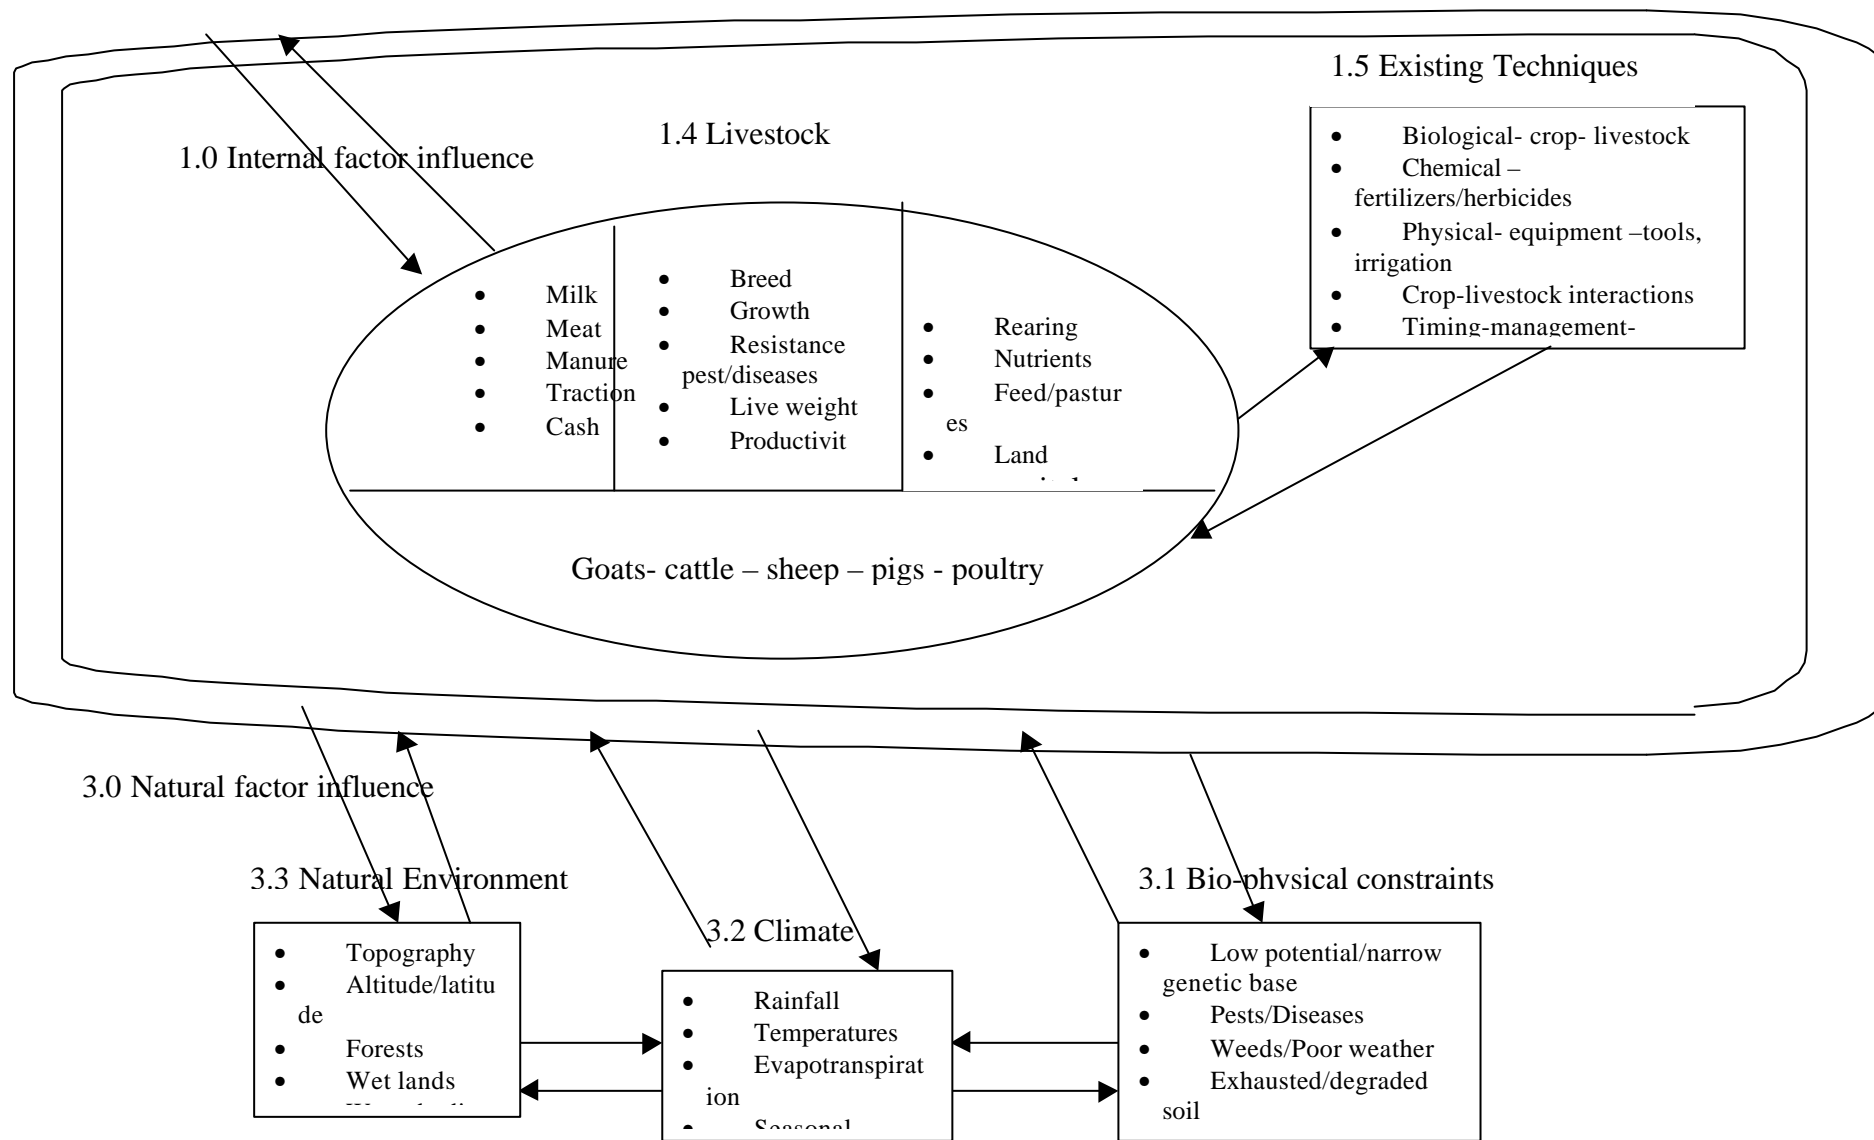 1.5 Existing Techniques
• Biological- crop- livestock
• Chemical –
fertilizers/herbicides
• Physical- equipment –tools,
irrigation
• Crop-livestock interactions
• Timing-management-
1.4 Livestock
1.0 Internal factor influence
• Milk
• Meat
• Manure
• Traction
• Cash
• Breed
• Growth
• Resistance
pest/diseases
• Live weight
• Productivit
• Rearing
• Nutrients
• Feed/pastur
es
• Land
Goats- cattle – sheep – pigs - poultry
3.0 Natural factor influence
3.3 Natural Environment
• Topography
• Altitude/latitu
de
• Forests
• Wet lands
3.2 Climate
• Rainfall
• Temperatures
• Evapotranspirat
ion
• Seasonal
3.1 Bio-physical constraints
• Low potential/narrow
genetic base
• Pests/Diseases
• Weeds/Poor weather
• Exhausted/degraded
soil